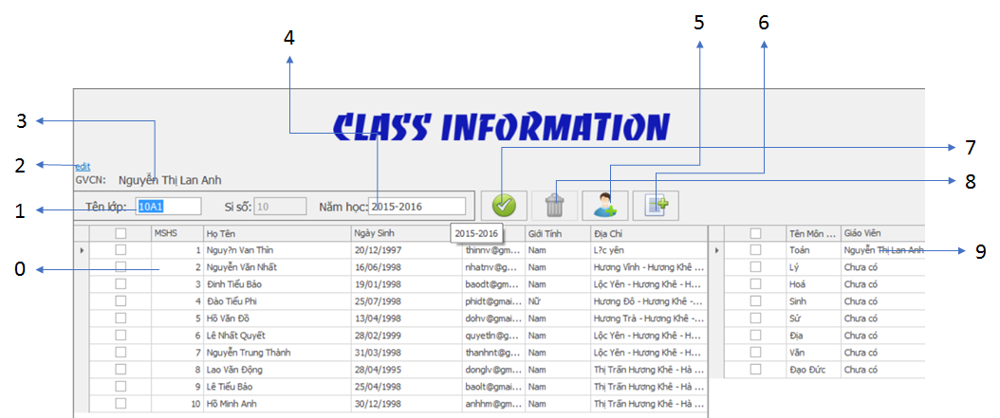 5
6
4
3
CLASS INFORMATION
7
2
edit
8
GVCN: Nguyễn Thị Lan Anh
1
Tên lớp: 10A1 Si số: 10 Năm học: 2015-2016
2015-2016
MSHS Họ Tên Ngày Sinh Giới Tính Địa Chỉ Tên Môn ... Giáo Viên
1 Nguy?n Van Thìn 20/12/1997 thinnv@gm... Nam L?c yên Toán Nguyễn Thị Lan Anh
9
0
2 Nguyễn Văn Nhất 16/06/1998 nhatnv@g... Nam Hương Vĩnh - Hương Khê ... Lý Chưa có
3 Đinh Tiểu Bảo 19/01/1998 baodt@gm... Nam Lộc Yên - Hương Khê - H... Hoá Chưa có
4 Đào Tiểu Phi 25/07/1998 phidt@gmai... Nữ Hương Đô - Hương Khê -... Sinh Chưa có
5 Hồ Văn Đồ 13/04/1998 dohv@gmai... Nam Hương Trà - Hương Khê ... Sử Chưa có
6 Lê Nhất Quyết 28/02/1999 quyetln@g... Nam Lộc Yên - Hương Khê - H... Địa Chưa có
7 Nguyễn Trung Thành 31/03/1998 thanhnt@g... Nam Lộc Yên - Hương Khê - H... Văn Chưa có
8 Lao Văn Động 28/04/1995 donglv@gm... Nam Thị Trấn Hương Khê - Hà ... Đạo Đức Chưa có
9 Lê Tiểu Bảo 25/04/1998 baolt@gmai... Nam Thị Trấn Hương Khê - Hà ...
10 Hồ Minh Anh 30/12/1998 anhhm@gm... Nam Thị Trấn Hương Khê - Hà ...